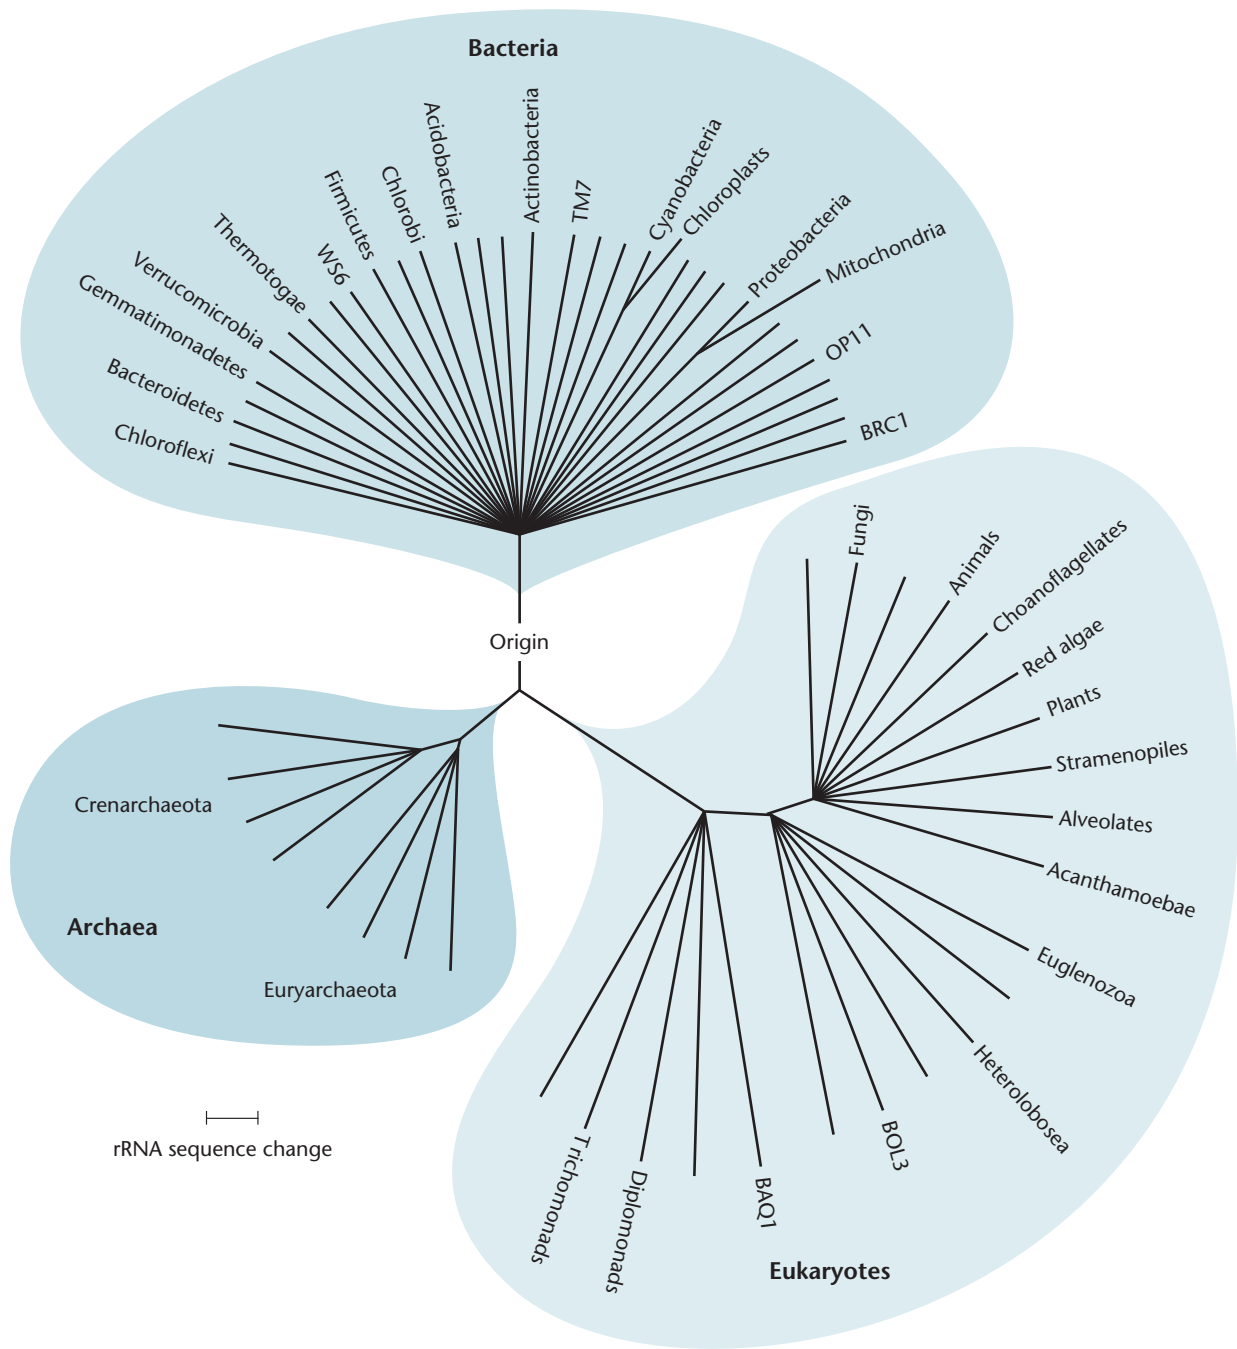 Bacteria
Chloroflexi
Bacteroidetes
Gemmatimonadetes
Verrucomicrobia
Thermotogae
WS6
Firmicutes
Chlorobi
Acidobacteria
Actinobacteria
TM7
Cyanobacteria
Chloroplasts
Proteobacteria
Mitochondria
OP11
BRC1
Origin
Crenarchaeota
Archaea
Euryarchaeota
rRNA sequence change
Fungi
Animals
Choanoflagellates
Red algae
Plants
Stramenopiles
Alveolates
Acanthamoebae
Euglenozoa
Heterolobosea
BOL3
BAQ1
Diplomonads
Trichomonads
Eukaryotes